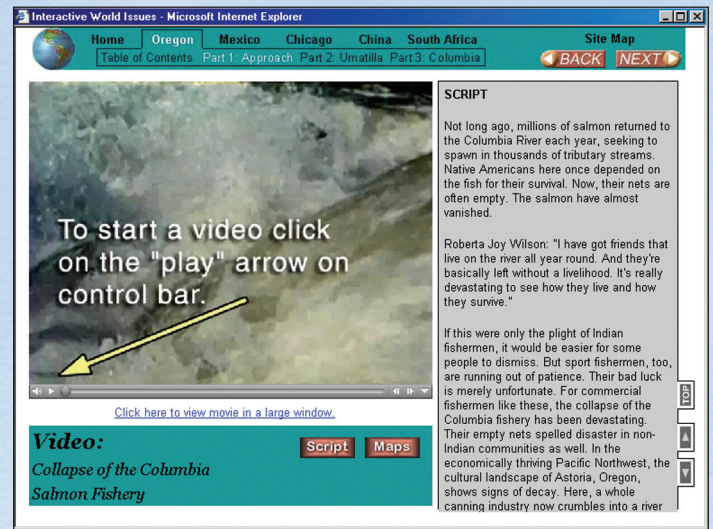 Interactive World Issues - Microsoft Internet Explorer
Home Oregon Mexico Chicago China South Africa Site Map
Table of Contents Part 1: Approach Part 2: Umatilla Part 3: Columbia BACK NEXT
To start a video click
on the "play" arrow on
control bar.
Click here to view movie in a large window.
Video:
Script Maps
Collapse of the Columbia
Salmon Fishery
SCRIPT
Not long ago, millions of salmon returned to
the Columbia River each year, seeking to
spawn in thousands of tributary streams.
Native Americans here once depended on
the fish for their survival. Now, their nets are
often empty. The salmon have almost
vanished.
Roberta Joy Wilson: "I have got friends that
live on the river all year round. And they're
basically left without a livelihood. It's really
devastating to see how they live and how
they survive."
If this were only the plight of Indian
fishermen, it would be easier for some
people to dismiss. But sport fishermen, too,
are running out of patience. Their bad luck
is merely unfortunate. For commercial
fishermen like these, the collapse of the
Columbia fishery has been devastating.
Their empty nets spelled disaster in non-
Indian communities as well. In the
economically thriving Pacific Northwest, the
cultural landscape of Astoria, Oregon,
shows signs of decay. Here, a whole
canning industry now crumbles into a river
TOP